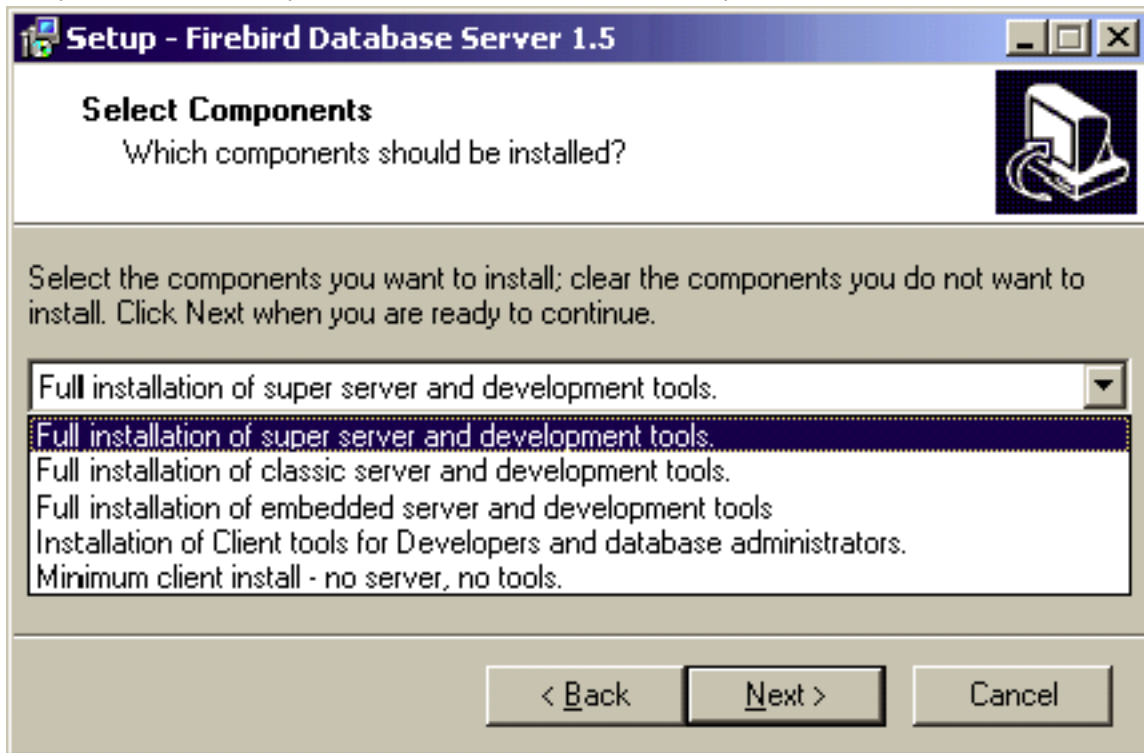 Setup - Firebird Database Server 1.5
Select Components
Which components should be installed?
Select the components you want to install; clear the components you do not want to
install. Click Next when you are ready to continue.
Full installation of super server and development tools.
Full installation of super server and development tools.
Full installation of classic server and development tools.
Full installation of embedded server and development tools
Installation of Client tools for Developers and database administrators.
Minimum client install - no server, no tools.
< Back
Next >
Cancel